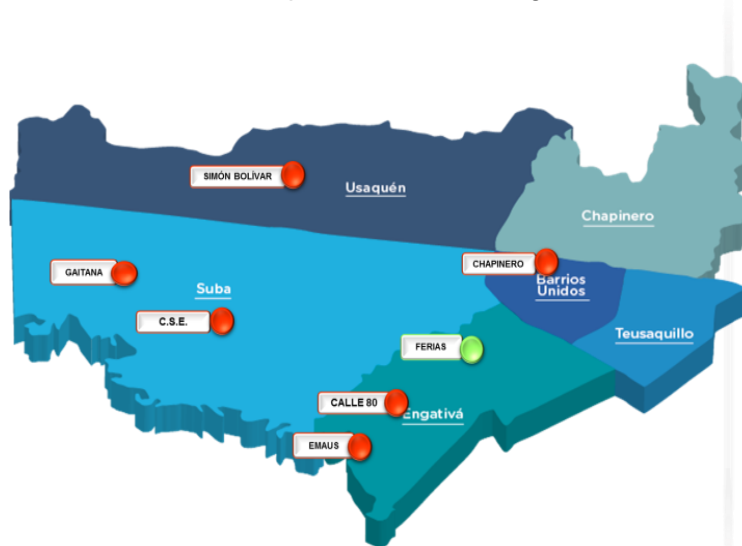 SIMÓN BOLÍVAR
Usaquén
Chapinero
GAITANA
CHAPINERO
Suba
Barrios
Unidos
C.S.E.
Teusaquillo
FERIAS
CALLE 80
Engativá
EMAUS